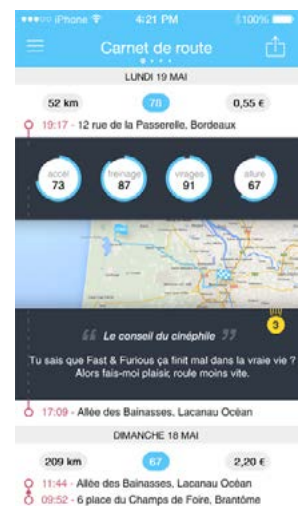 iPhone 4:21 PM 100%
Carnet de route
LUNDI 19 MAI
52 km 78 0,55 €
19:17 - 12 rue de la Passerelle, Bordeaux
accel freinage virages allure
73 87 91 67
3
Le conseil du cinéphile
Tu sais que Fast & Furious ça finit mal dans la vraie vie ?
Alors fais-moi plaisir, roule moins vite.
17:09 - Allée des Bainasses, Lacanau Océan
DIMANCHE 18 MAI
209 km 67 2,20 €
11:44 - Allée des Bainasses, Lacanau Océan
09:52 - 6 place du Champs de Foire, Brantôme